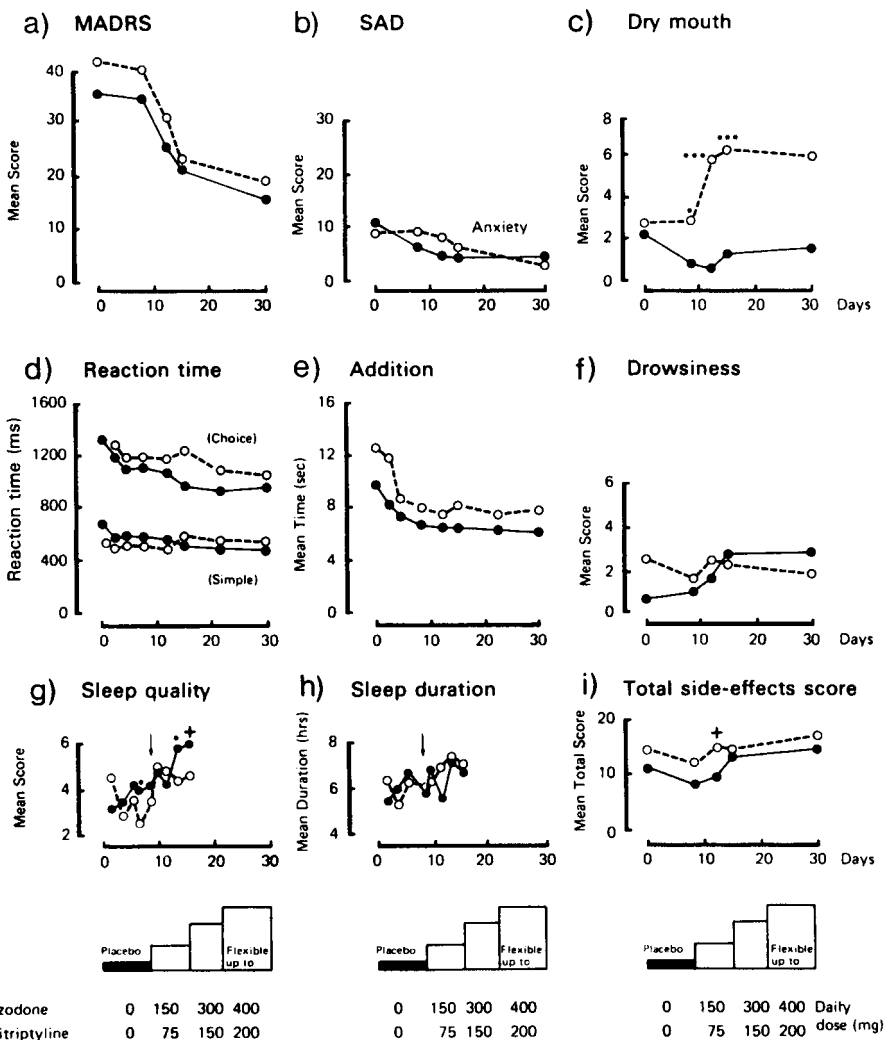 a) MADRS
b) SAD
c) Dry mouth
Mean Score
40
30
20
10
0
0 10 20 30
Mean Score
30
20
10
0
Anxiety
0 10 20 30
Mean Score
8
6
4
2
0
0 10 20 30 Days
d) Reaction time
e) Addition
f) Drowsiness
Reaction time (ms)
1600
1200
800
400
0
(Choice)
(Simple)
0 10 20 30
Mean Time (sec)
16
12
8
4
0
0 10 20 30
Mean Score
6
4
2
0
0 10 20 30 Days
g) Sleep quality
h) Sleep duration
i) Total side-effects score
Mean Score
6
4
2
+
0 10 20 30
Mean Duration (hrs)
8
6
4
0 10 20 30
Mean Total Score
20
10
0
+
0 10 20 30 Days
Placebo Flexible
up to
Placebo Flexible
up to
Placebo Flexible
up to
zodone 0 150 300 400 0 150 300 400 0 150 300 400 Daily
itriptyline 0 75 150 200 0 75 150 200 0 75 150 200 dose (mg)